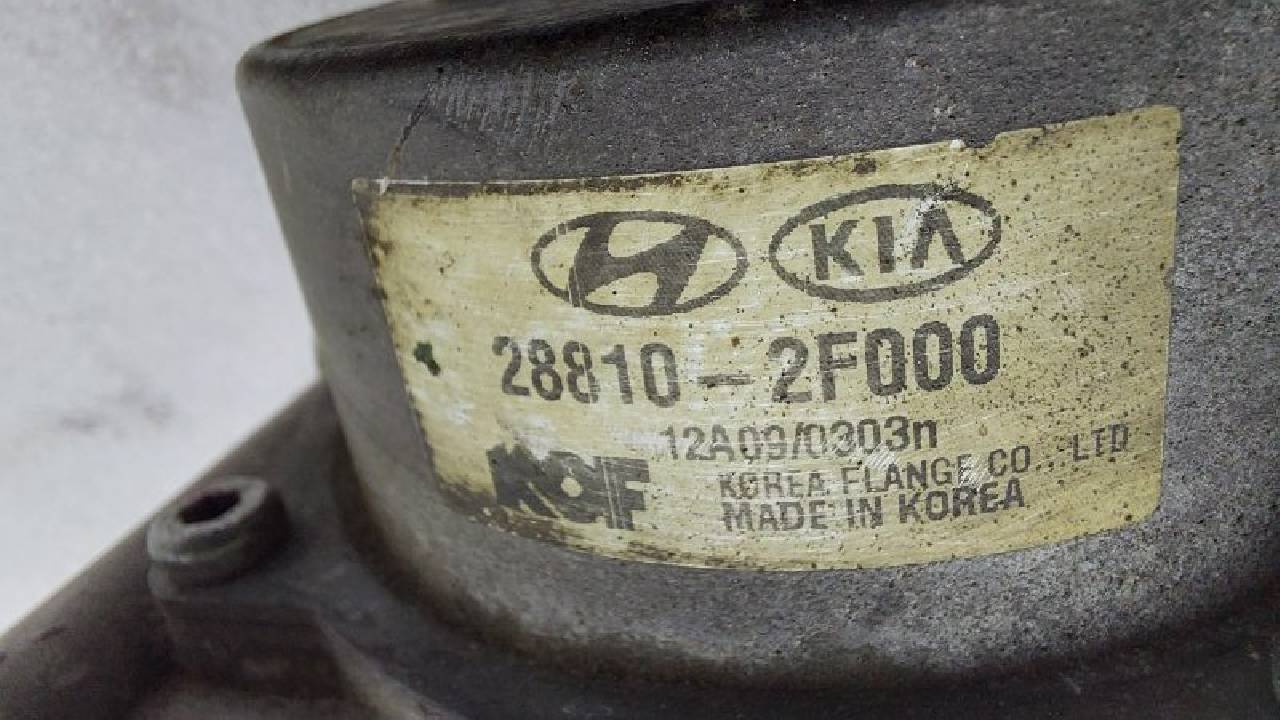 KIA
28810-2F000
12A09/0303n
KOREA FLANGE CO., LTD
MADE IN KOREA